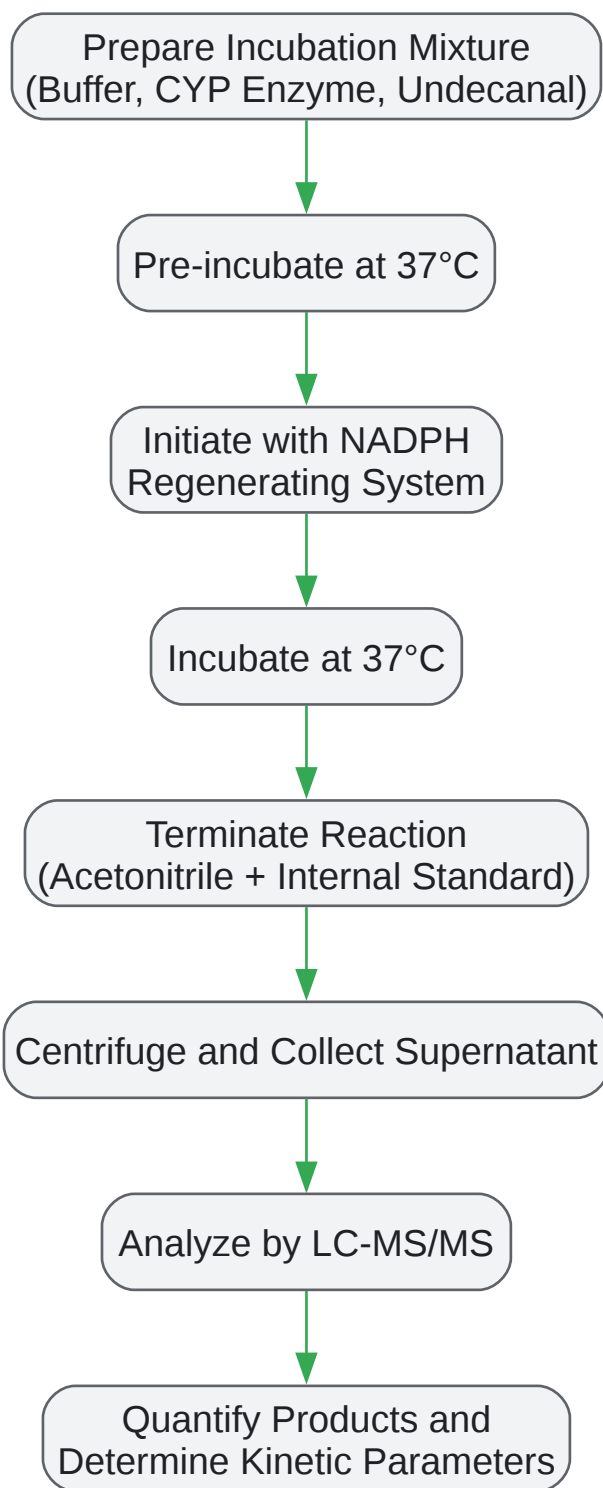 Prepare Incubation Mixture
(Buffer, CYP Enzyme, Undecanal)
Pre-incubate at 37°C
Initiate with NADPH
Regenerating System
Incubate at 37°C
Terminate Reaction
(Acetonitrile + Internal Standard)
Centrifuge and Collect Supernatant
Analyze by LC-MS/MS
Quantify Products and
Determine Kinetic Parameters